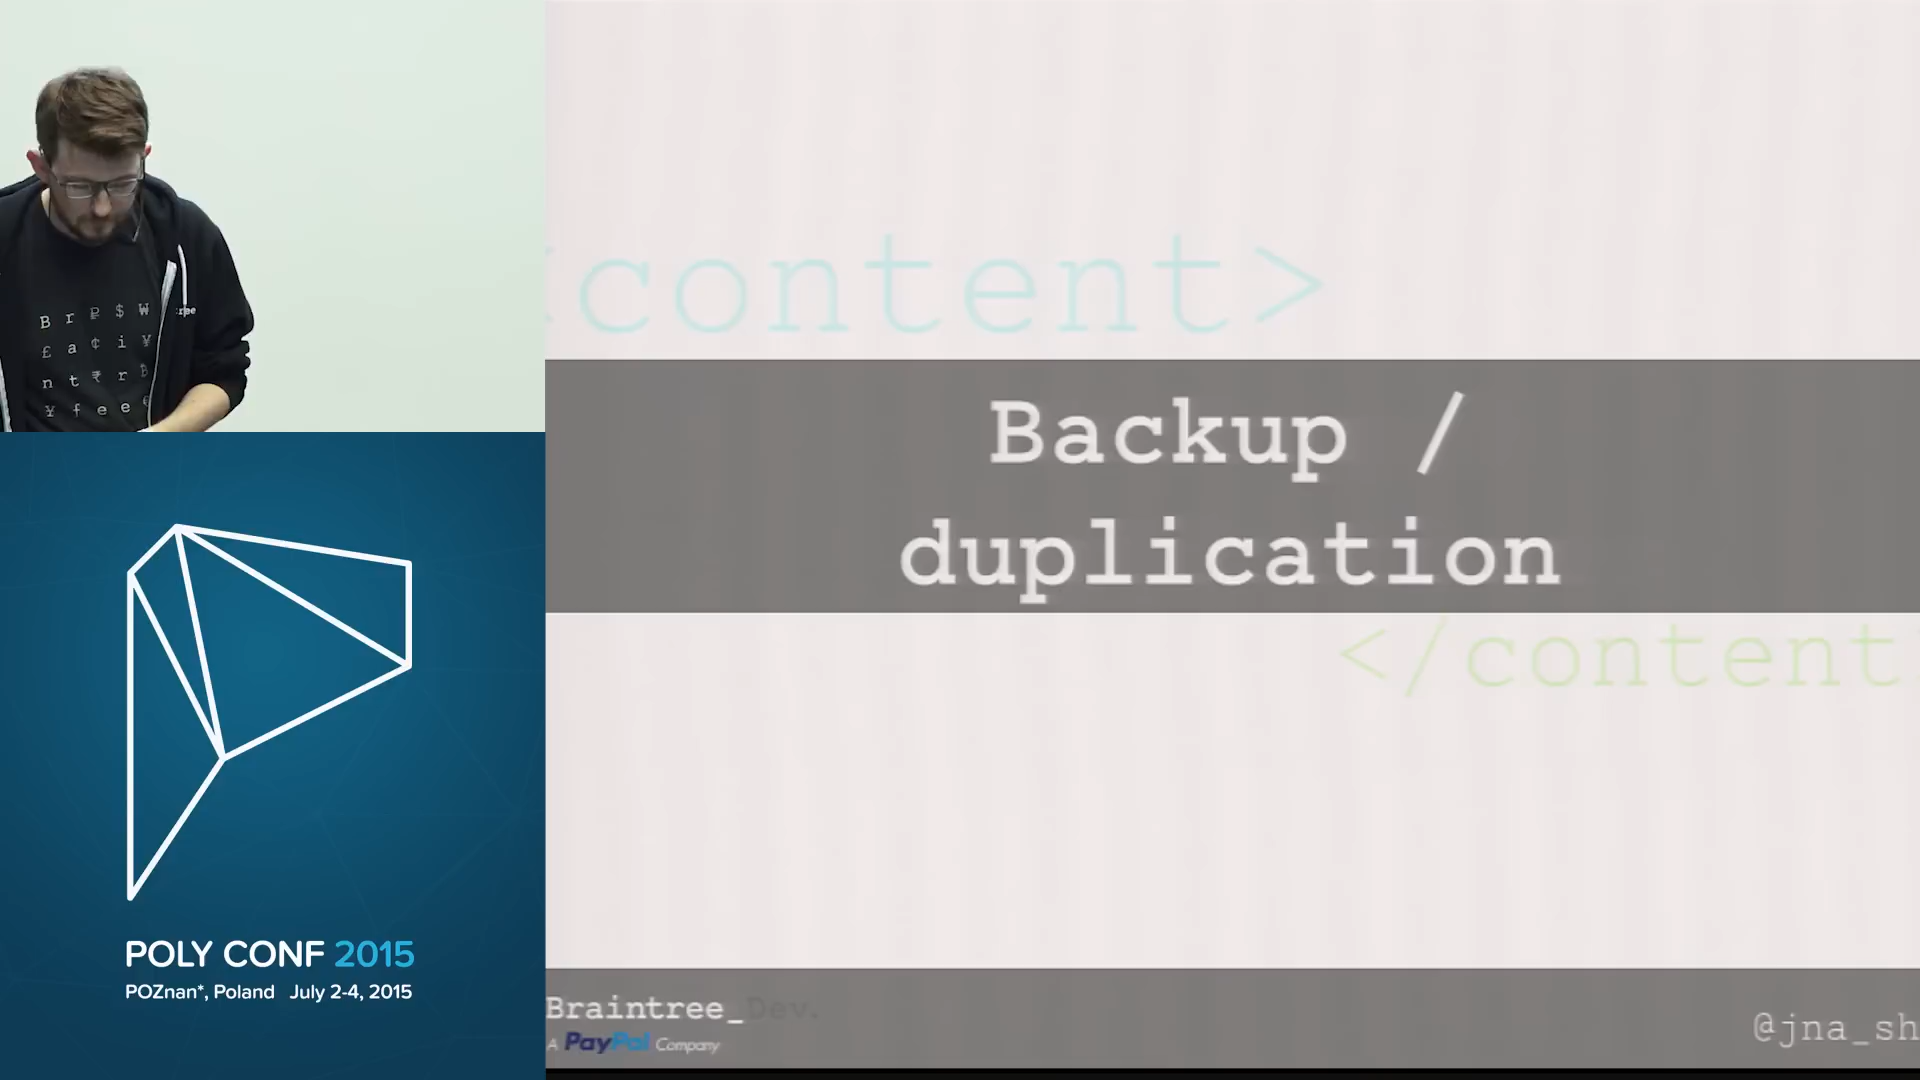 B r ₽ $ ₩
£ a ¢ i ¥
n t ₹ r ₿
¥ f e e €
<content>
Backup /
duplication
</content>
POLY CONF 2015
POZnan*, Poland July 2-4, 2015
Braintree_Dev.
A PayPal Company
@jna_sh